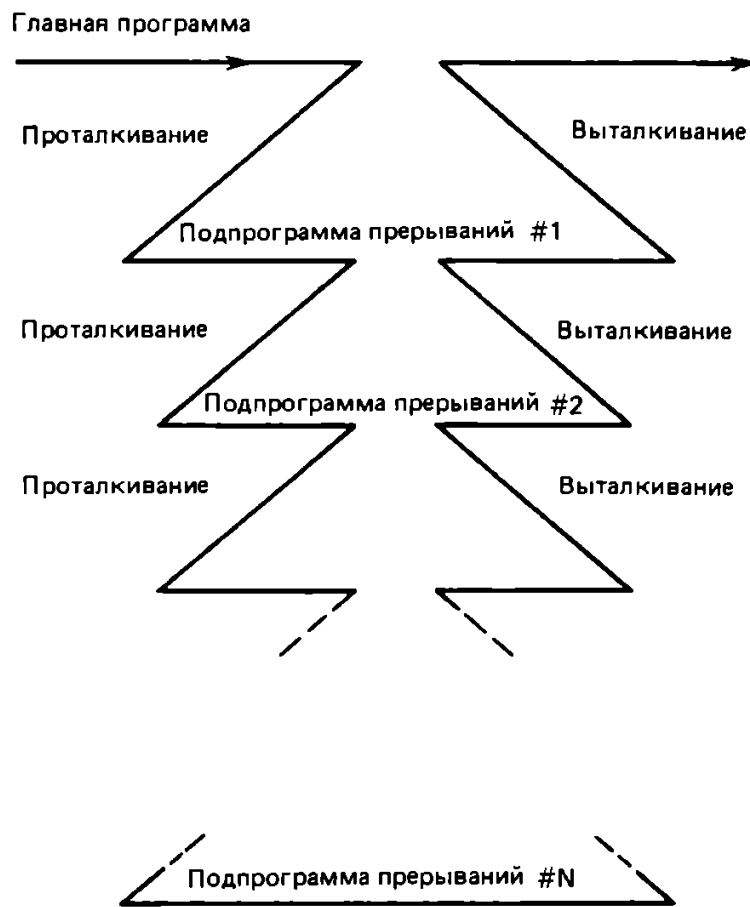 Главная программа
Проталкивание
Выталкивание
Подпрограмма прерываний #1
Проталкивание
Выталкивание
Подпрограмма прерываний #2
Проталкивание
Выталкивание
Подпрограмма прерываний #N